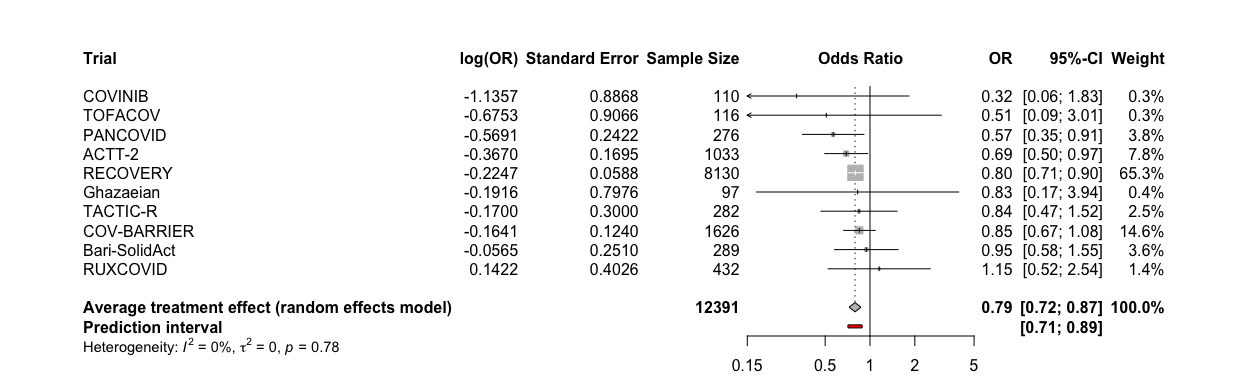 Trial log(OR) Standard Error Sample Size Odds Ratio OR 95%-CI Weight
COVINIB -1.1357 0.8868 110 0.32 [0.06; 1.83] 0.3%
TOFACOV -0.6753 0.9066 116 0.51 [0.09; 3.01] 0.3%
PANCOVID -0.5691 0.2422 276 0.57 [0.35; 0.91] 3.8%
ACTT-2 -0.3670 0.1695 1033 0.69 [0.50; 0.97] 7.8%
RECOVERY -0.2247 0.0588 8130 0.80 [0.71; 0.90] 65.3%
Ghazaeian -0.1916 0.7976 97 0.83 [0.17; 3.94] 0.4%
TACTIC-R -0.1700 0.3000 282 0.84 [0.47; 1.52] 2.5%
COV-BARRIER -0.1641 0.1240 1626 0.85 [0.67; 1.08] 14.6%
Bari-SolidAct -0.0565 0.2510 289 0.95 [0.58; 1.55] 3.6%
RUXCOVID 0.1422 0.4026 432 1.15 [0.52; 2.54] 1.4%
Average treatment effect (random effects model) 12391 0.79 [0.72; 0.87] 100.0%
Prediction interval [0.71; 0.89]
Heterogeneity: I² = 0%, τ² = 0, p = 0.78
0.15 0.5 1 2 5